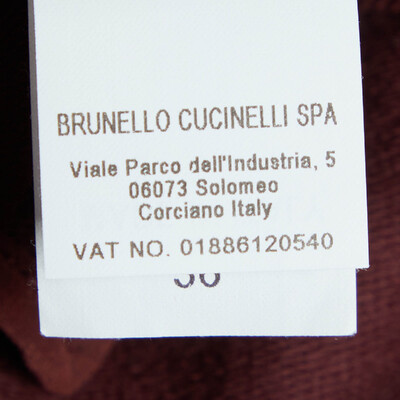 BRUNELLO CUCINELLI SPA
Viale Parco dell'Industria, 5
06073 Solomeo
Corciano Italy
VAT NO. 01886120540